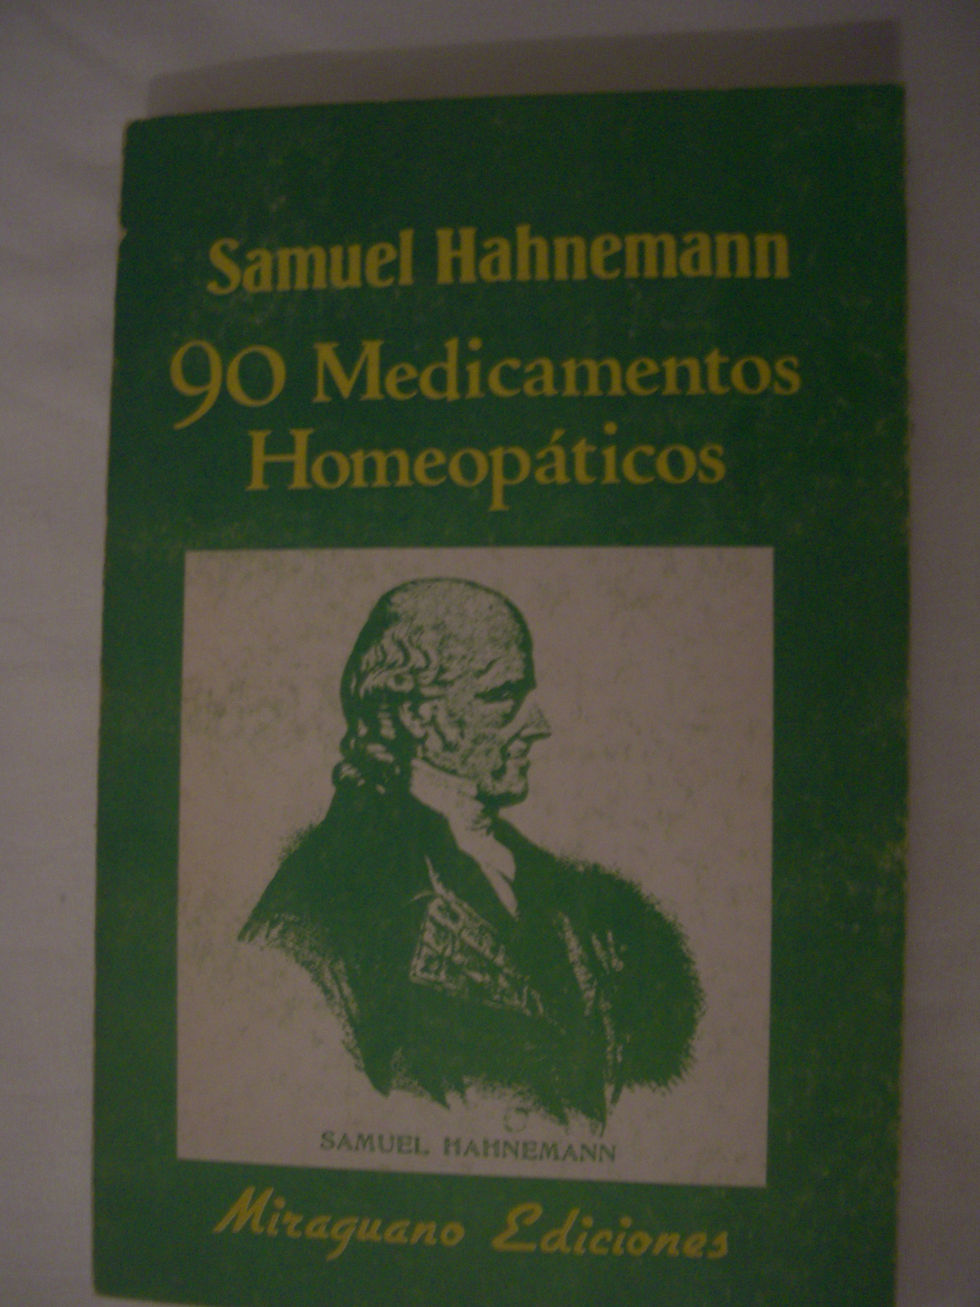 Samuel Hahnemann
90 Medicamentos
Homeopáticos
SAMUEL HAHNEMANN
Miraguano Ediciones